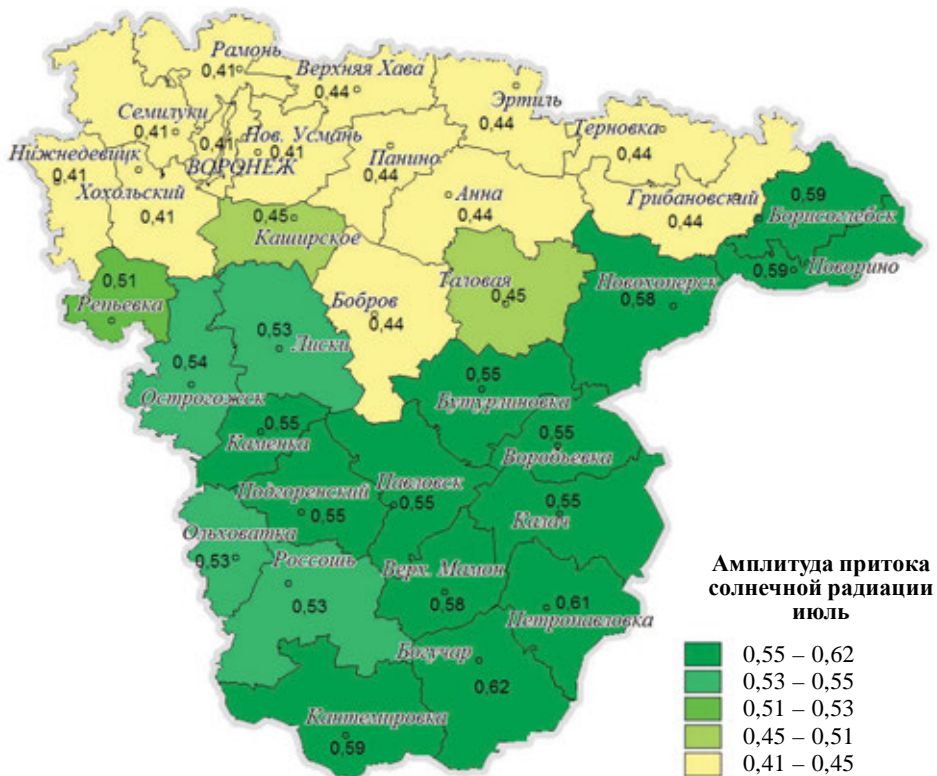 Рамонь
0,41
Верхняя Хава
0,44
Эртиль
0,44
Семилуки
0,41
0,41
Нов. Усмань
0,41
Терновка
0,44
Нижнедевицк
0,41
ВОРОНЕЖ
Панино
0,44
Хохольский
0,41
Анна
0,44
Грибановский
0,44
0,59
Борисоглебск
0,45
Каширское
0,59
Поворино
0,51
Репьевка
Бобров
0,44
Таловая
0,45
Новохоперск
0,58
0,53
Лиски
0,54
Острогожск
0,55
Бутурлиновка
0,55
Каменка
0,55
Воробьевка
Подгоренский
0,55
Павловск
0,55
0,55
Калач
Ольховатка
0,53
Россошь
0,53
Верх. Мамон
0,58
0,61
Петропавловка
Богучар
0,62
Кантемировка
0,59
Амплитуда притока
солнечной радиации
июль
0,55 – 0,62
0,53 – 0,55
0,51 – 0,53
0,45 – 0,51
0,41 – 0,45